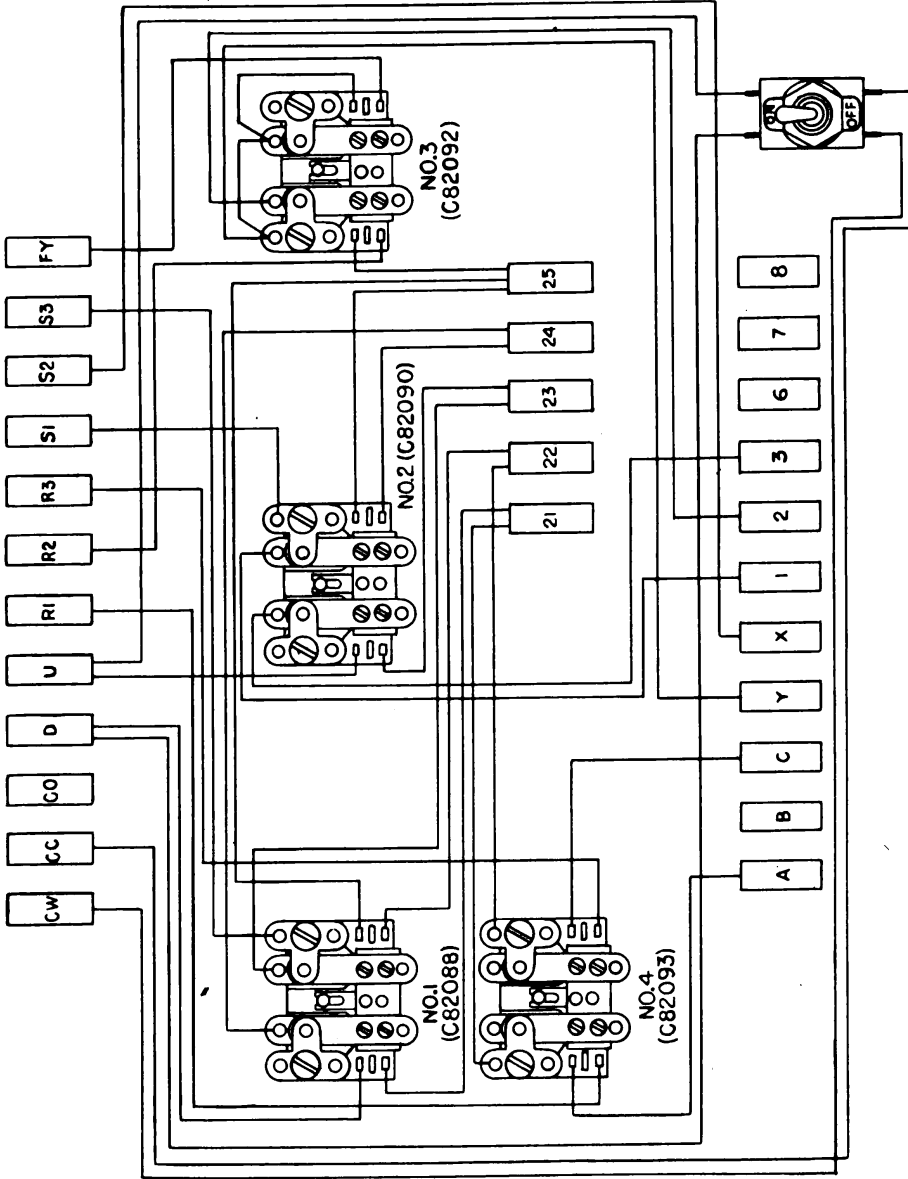 FY
S3
S2
S1
R3
R2
R1
U
D
CO
CC
CW
NO.3
(C82092)
ON
OFF
NO.2 (C82090)
25
24
23
22
21
8
7
6
3
2
1
X
Y
C
B
A
NO.1
(C82088)
NO.4
(C82093)